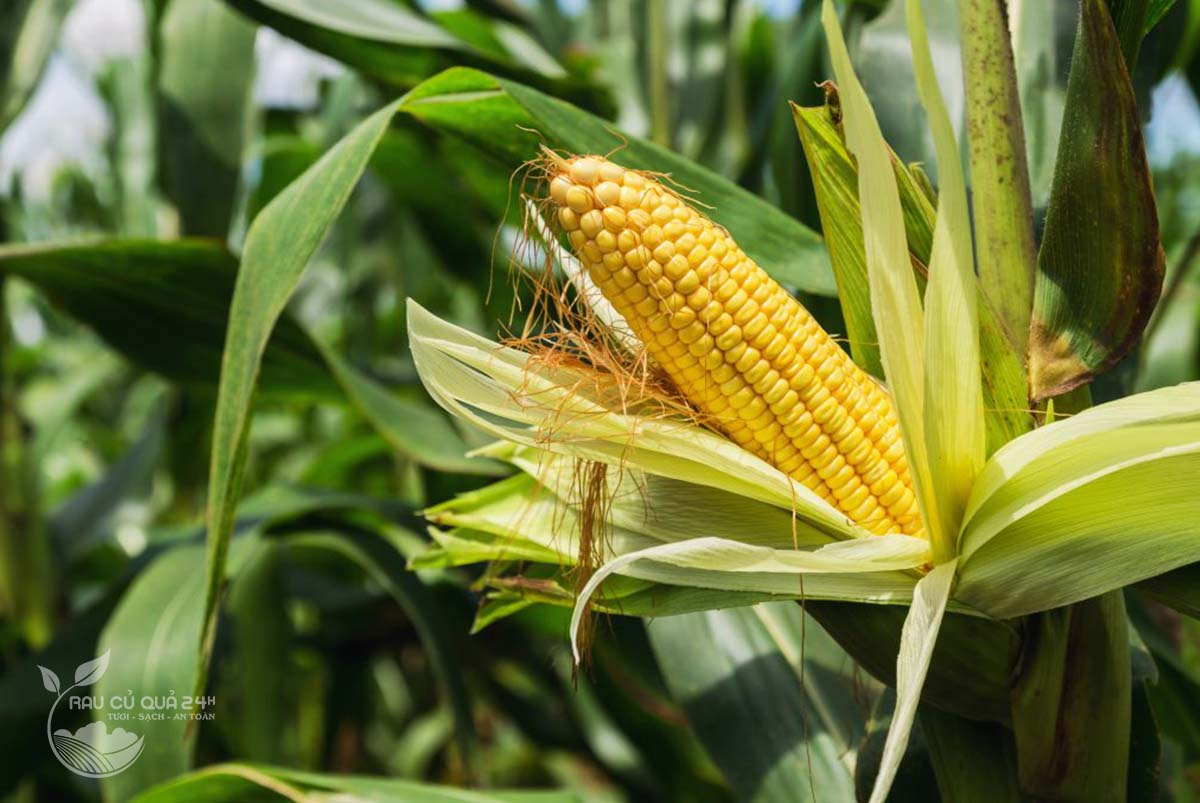 RAU CỦ QUẢ 24H
TƯƠI - SẠCH - AN TOÀN